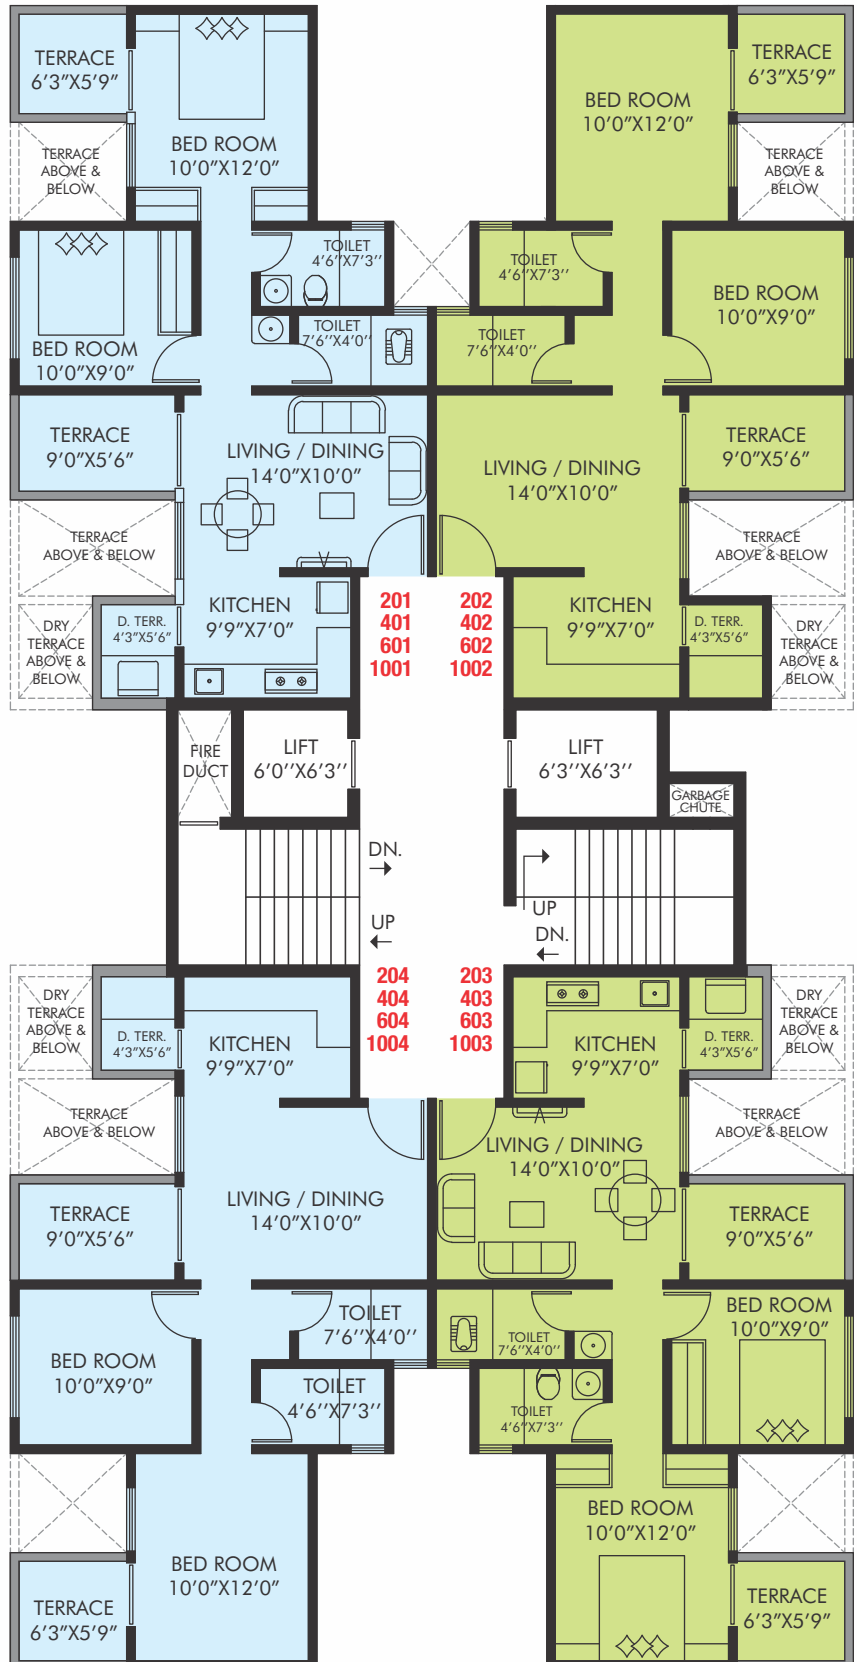 TERRACE
6'3"X5'9"
BED ROOM
10'0"X12'0"
TERRACE
ABOVE &
BELOW
TOILET
4'6''X7'3''
BED ROOM
10'0"X9'0"
TOILET
7'6''X4'0''
TERRACE
9'0"X5'6"
LIVING / DINING
14'0"X10'0"
TERRACE
ABOVE & BELOW
DRY
TERRACE
ABOVE &
BELOW
D. TERR.
4'3"X5'6"
KITCHEN
9'9"X7'0"
201
401
601
1001
BED ROOM
10'0"X12'0"
TERRACE
6'3"X5'9"
TERRACE
ABOVE &
BELOW
TOILET
4'6''X7'3''
BED ROOM
10'0"X9'0"
TOILET
7'6''X4'0''
LIVING / DINING
14'0"X10'0"
TERRACE
9'0"X5'6"
TERRACE
ABOVE & BELOW
202
402
602
1002
KITCHEN
9'9"X7'0"
D. TERR.
4'3"X5'6"
DRY
TERRACE
ABOVE &
BELOW
FIRE
DUCT
LIFT
6'0''X6'3''
LIFT
6'3''X6'3''
GARBAGE
CHUTE
DN.
UP
UP
DN.
DRY
TERRACE
ABOVE &
BELOW
D. TERR.
4'3"X5'6"
KITCHEN
9'9"X7'0"
204
404
604
1004
TERRACE
ABOVE & BELOW
TERRACE
9'0"X5'6"
LIVING / DINING
14'0"X10'0"
TOILET
7'6''X4'0''
BED ROOM
10'0"X9'0"
TOILET
4'6''X7'3''
BED ROOM
10'0"X12'0"
TERRACE
6'3"X5'9"
203
403
603
1003
KITCHEN
9'9"X7'0"
D. TERR.
4'3"X5'6"
DRY
TERRACE
ABOVE &
BELOW
TERRACE
ABOVE & BELOW
LIVING / DINING
14'0"X10'0"
TERRACE
9'0"X5'6"
BED ROOM
10'0"X9'0"
TOILET
7'6''X4'0''
TOILET
4'6''X7'3''
BED ROOM
10'0"X12'0"
TERRACE
6'3"X5'9"